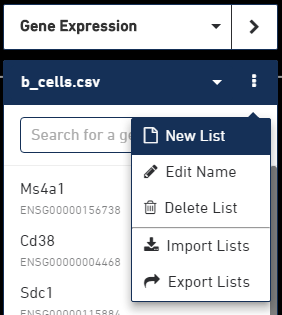 Gene Expression
b_cells.csv
New List
Search for a ge
Edit Name
Ms4a1
ENSG00000156738
Delete List
Cd38
ENSG00000004468
Import Lists
Sdc1
Export Lists
ENSG00000115884